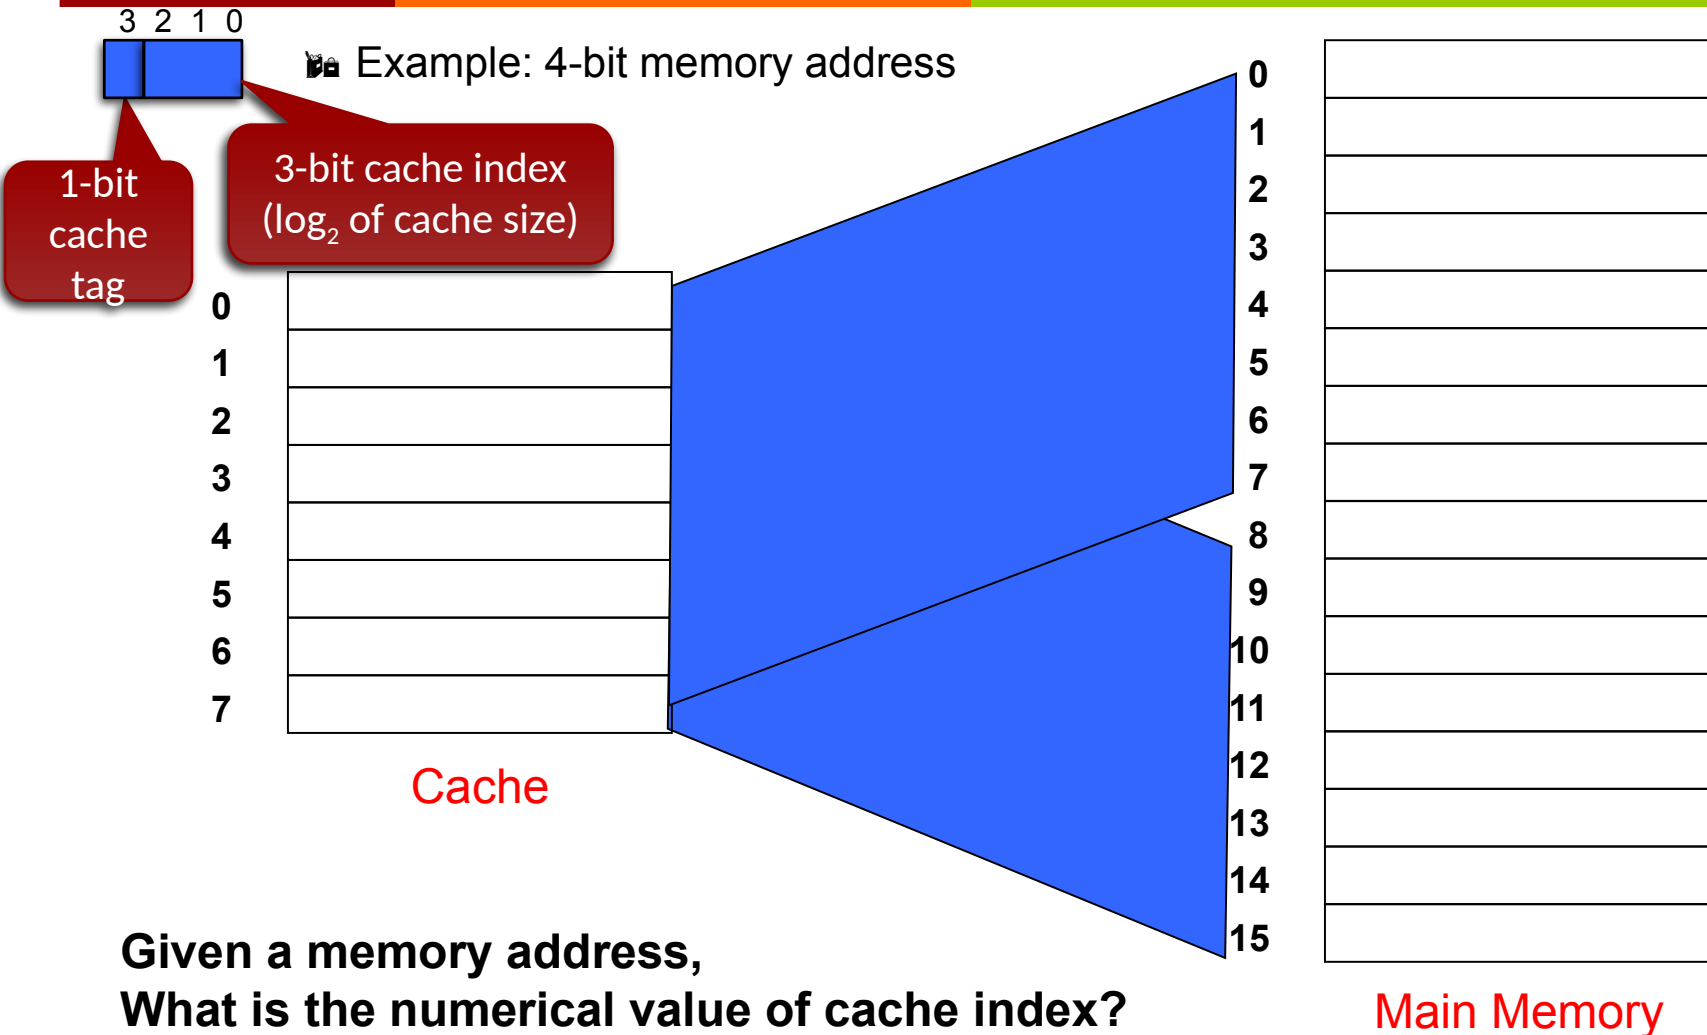 3 2 1 0
Example: 4-bit memory address
1-bit
cache
tag
3-bit cache index
(log2 of cache size)
0
1
2
3
4
5
6
7
Cache
0
1
2
3
4
5
6
7
8
9
10
11
12
13
14
15
Main Memory
Given a memory address,
What is the numerical value of cache index?